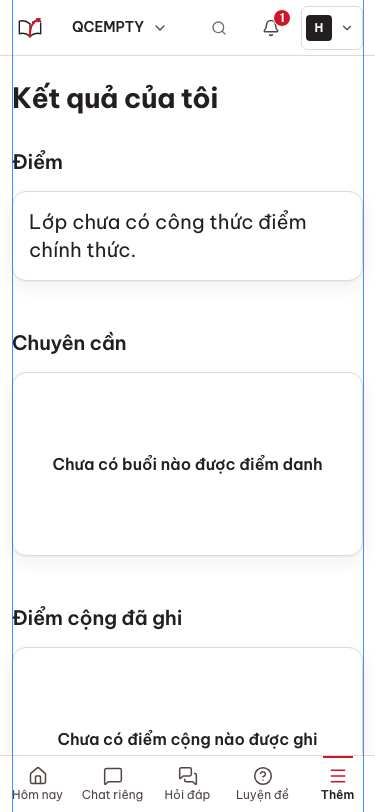 QCEMPTY
1
H
Kết quả của tôi
Điểm
Lớp chưa có công thức điểm
chính thức.
Chuyên cần
Chưa có buổi nào được điểm danh
Điểm cộng đã ghi
Chưa có điểm cộng nào được ghi
Hôm nay
Chat riêng
Hỏi đáp
Luyện đề
Thêm